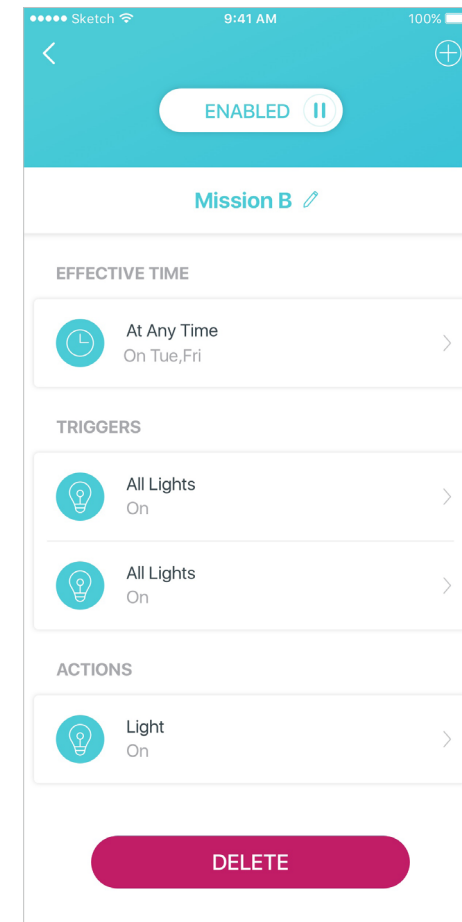 Sketch 9:41 AM 100%
ENABLED
Mission B
EFFECTIVE TIME
At Any Time
On Tue,Fri
TRIGGERS
All Lights
On
All Lights
On
ACTIONS
Light
On
DELETE